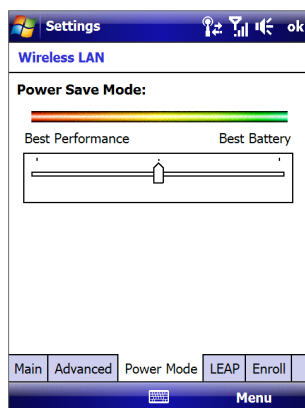 Settings ok
Wireless LAN
Power Save Mode:
Best Performance Best Battery
Main Advanced Power Mode LEAP Enroll
Menu